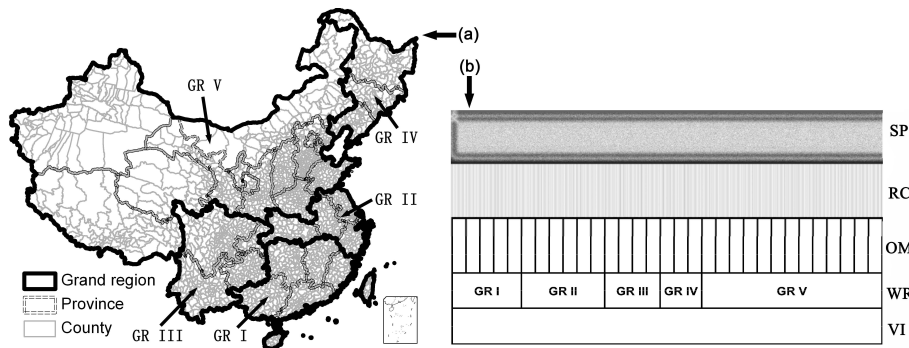 (a)
GR V
GR IV
GR II
Grand region
Province
County
GR III
GR I
(b)
SP
RC
OM
GR I GR II GR III GR IV GR V
WR
VI